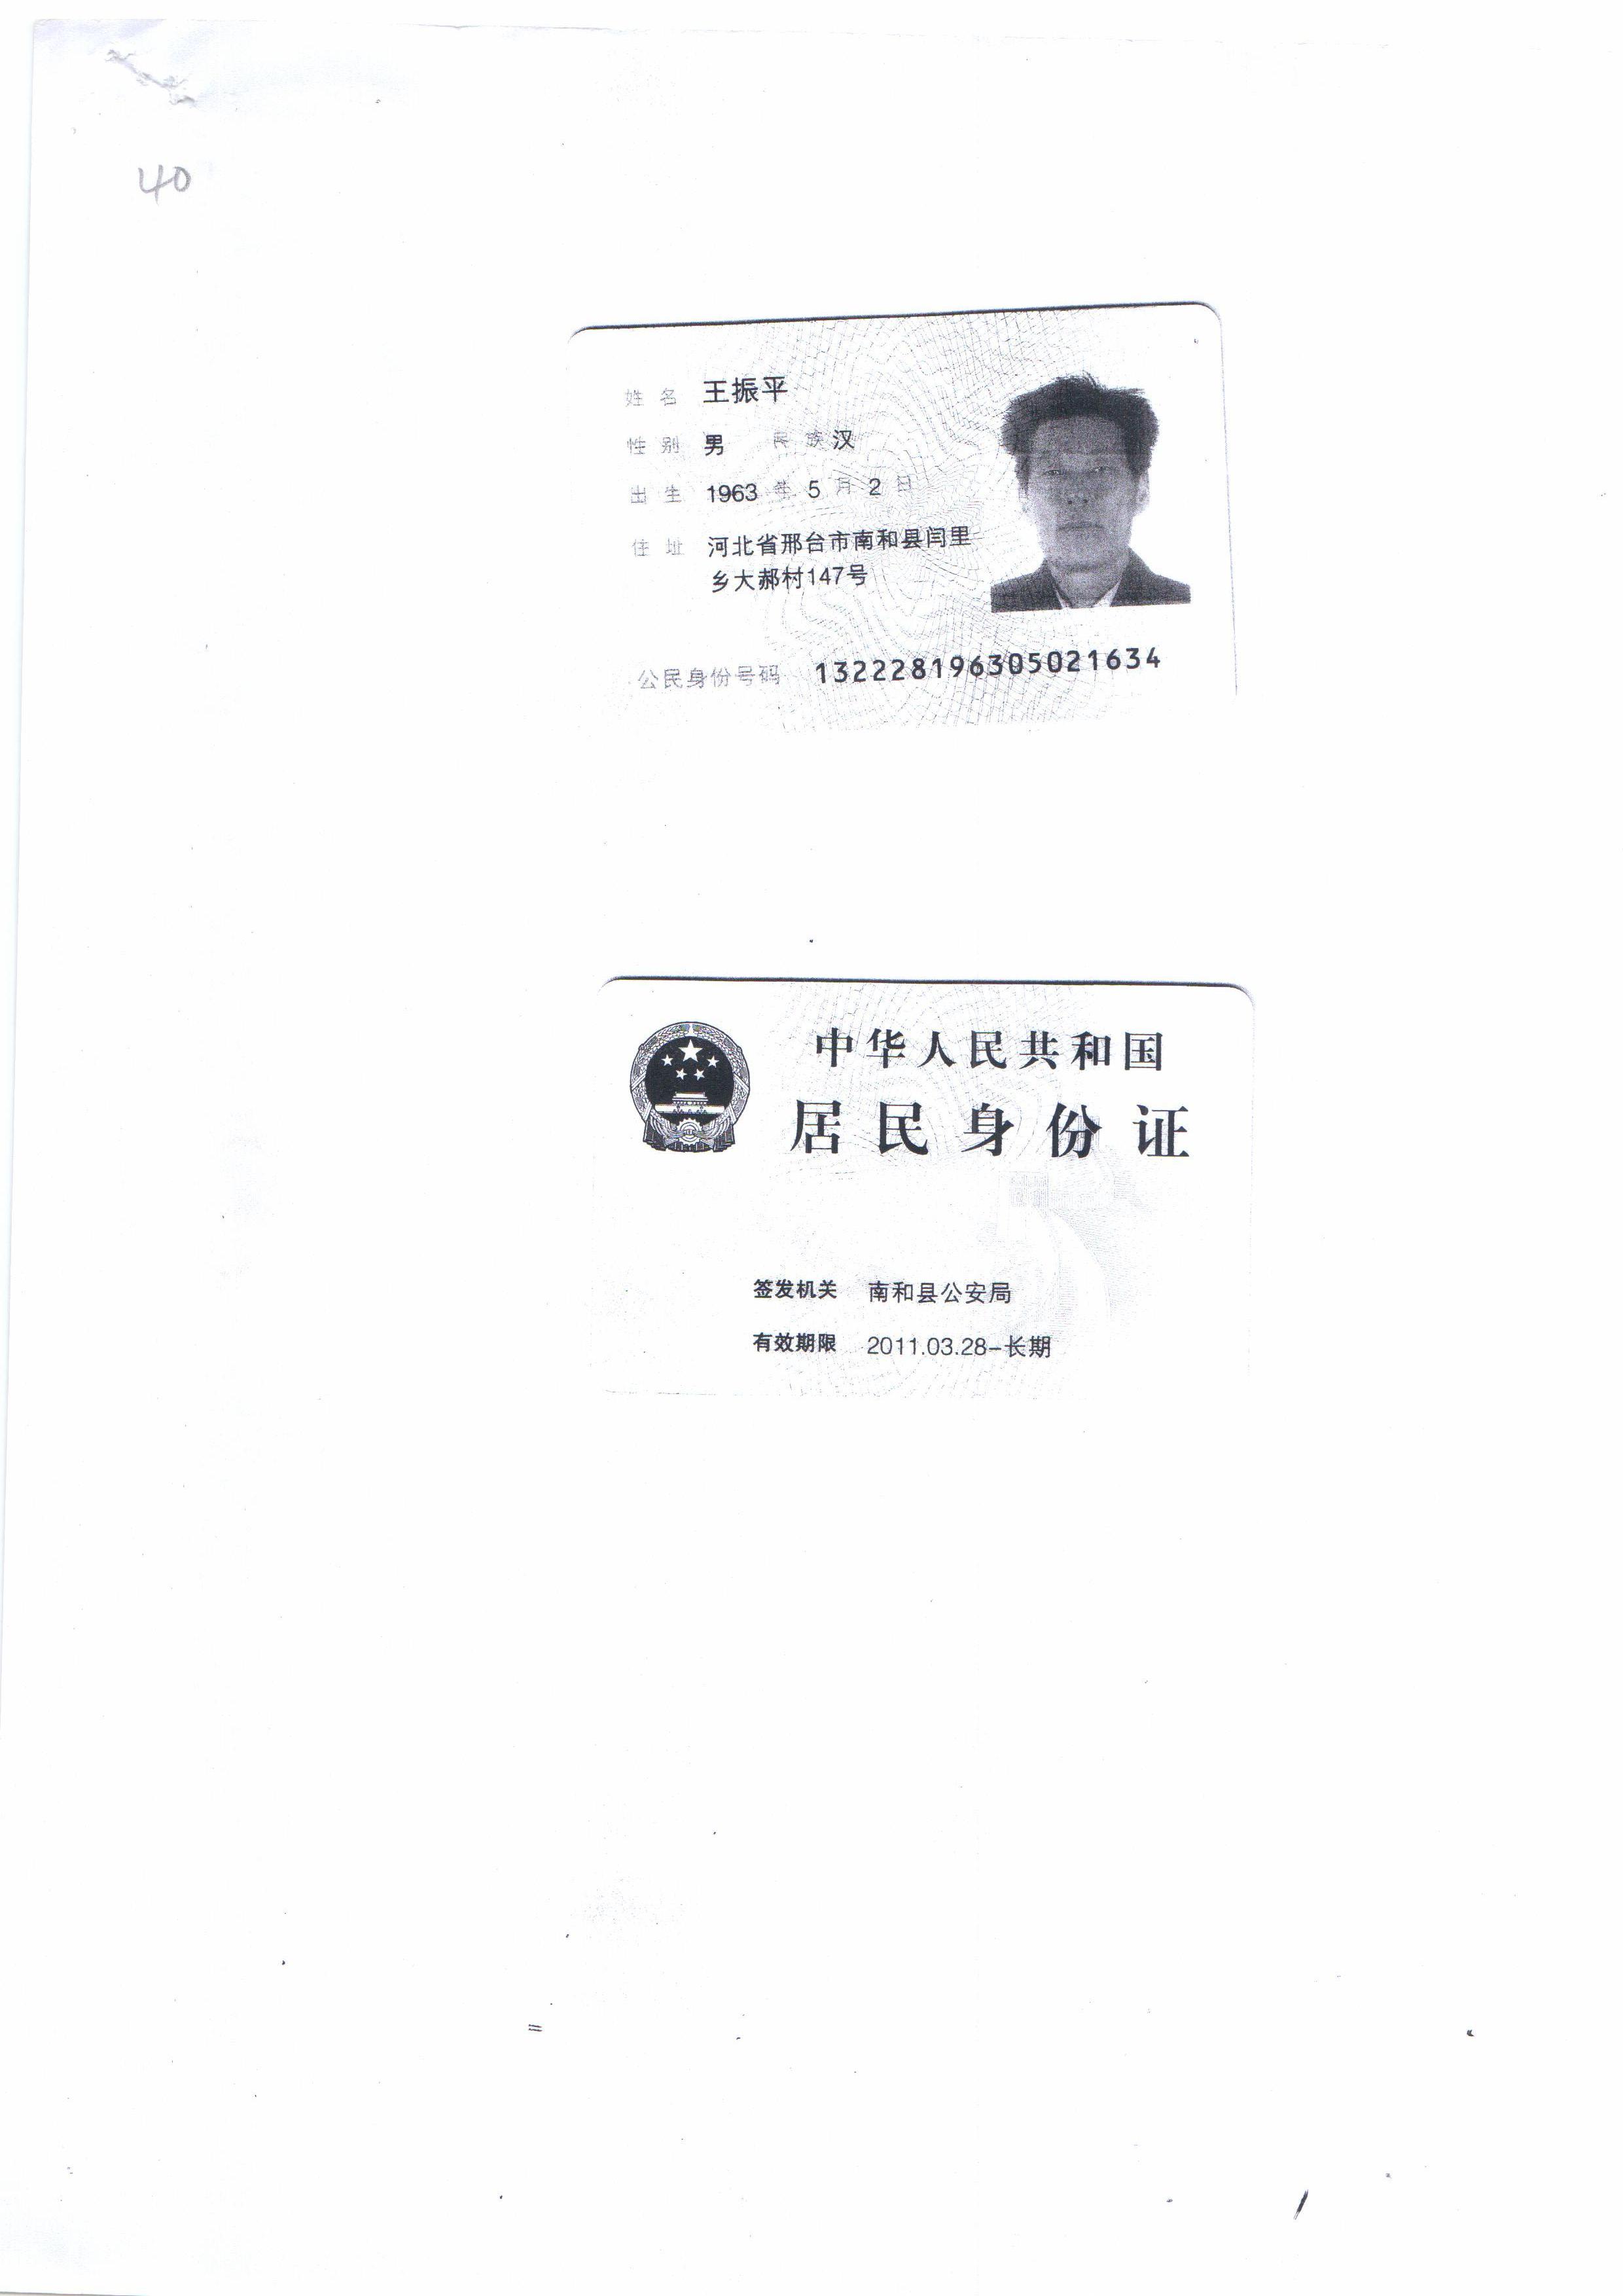 40
姓名 王振平
性别 男 民族 汉
出生 1963年5月2日
住址 河北省邢台市南和县闫里
乡大郝村147号
公民身份号码 132228196305021634
中华人民共和国
居民身份证
签发机关 南和县公安局
有效期限 2011.03.28-长期